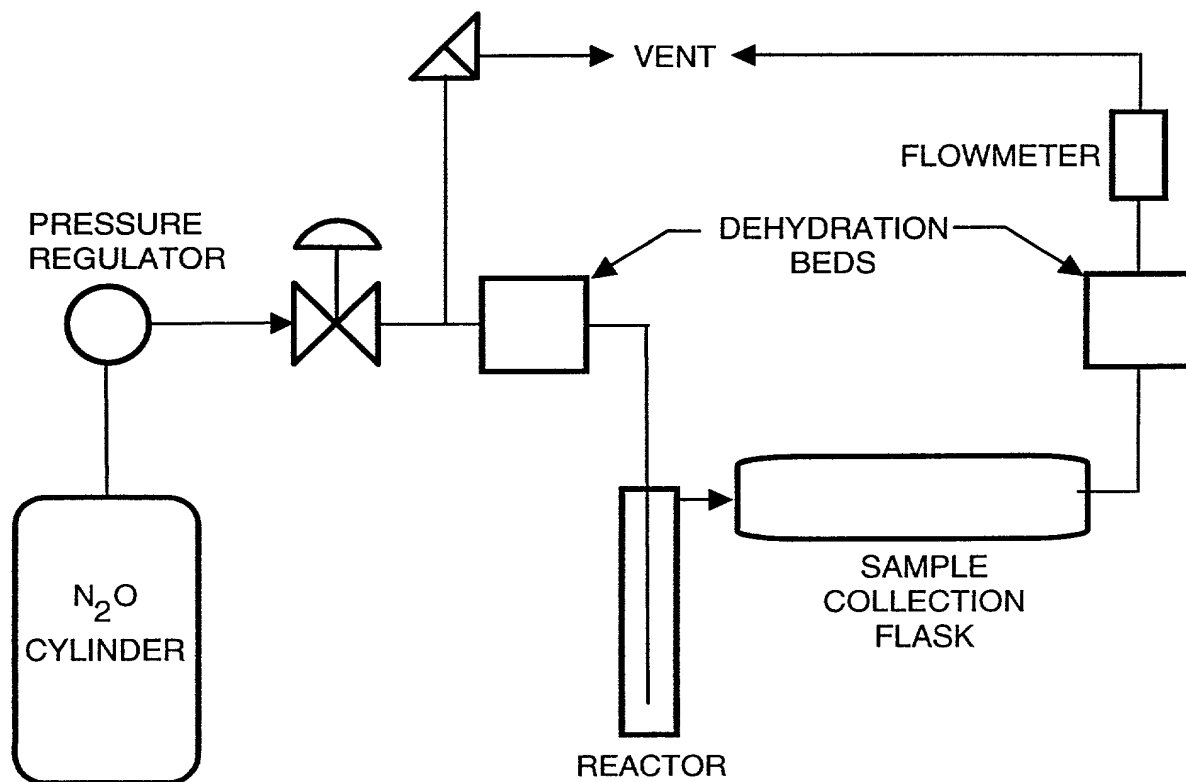 VENT
FLOWMETER
PRESSURE
REGULATOR
DEHYDRATION
BEDS
N₂O
CYLINDER
SAMPLE
COLLECTION
FLASK
REACTOR